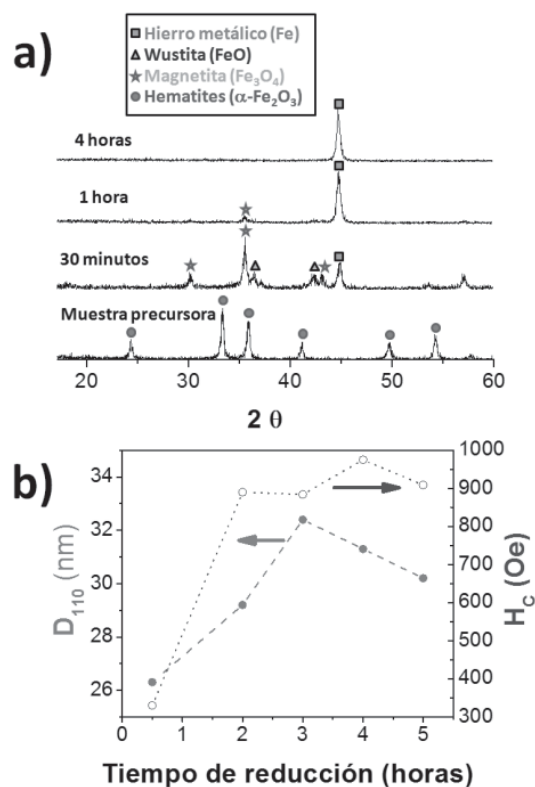 a)
Hierro metálico (Fe)
Wustita (FeO)
Magnetita (Fe₃O₄)
Hematites (α-Fe₂O₃)
4 horas
1 hora
30 minutos
Muestra precursora
20 30 40 50 60
2 θ
b)
34
32
30
28
26
D₁₁₀ (nm)
1000
900
800
700
600
500
400
300
H_C (Oe)
0 1 2 3 4 5
Tiempo de reducción (horas)